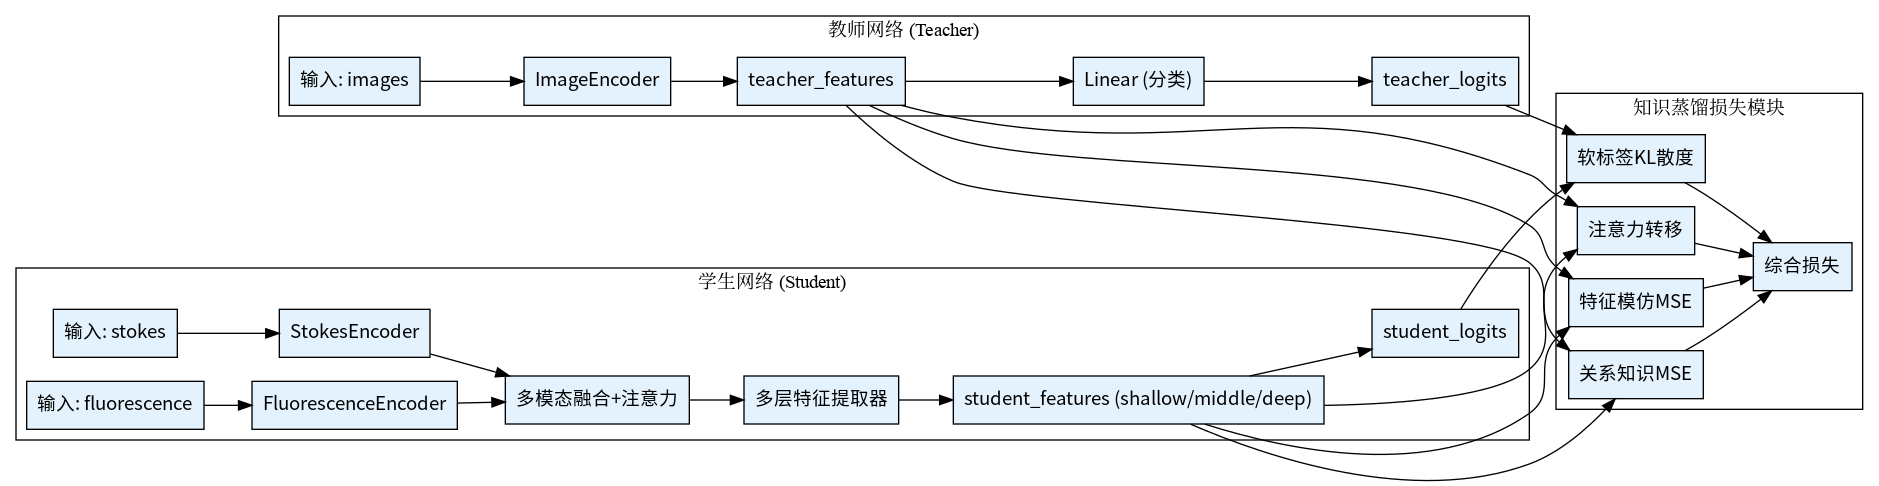 教师网络 (Teacher)
输入: images
ImageEncoder
teacher_features
Linear (分类)
teacher_logits
知识蒸馏损失模块
软标签KL散度
注意力转移
特征模仿MSE
关系知识MSE
综合损失
学生网络 (Student)
输入: stokes
StokesEncoder
输入: fluorescence
FluorescenceEncoder
多模态融合+注意力
多层特征提取器
student_features (shallow/middle/deep)
student_logits